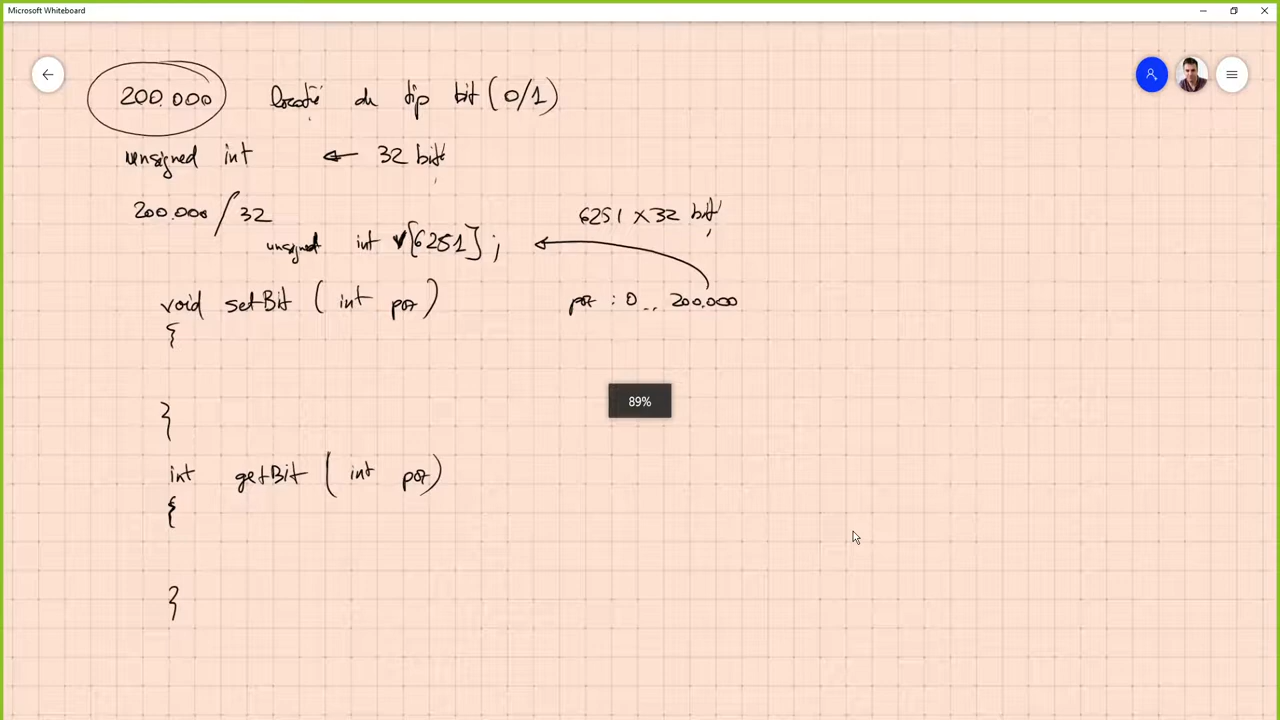 Microsoft Whiteboard
200.000 locații de tip bit (0/1)
unsigned int ← 32 biți
200.000 / 32
6251 x 32 biți
unsigned int v[6251];
void setBit (int poz)
poz : 0 .. 200.000
{
89%
}
int getBit (int poz)
{
}